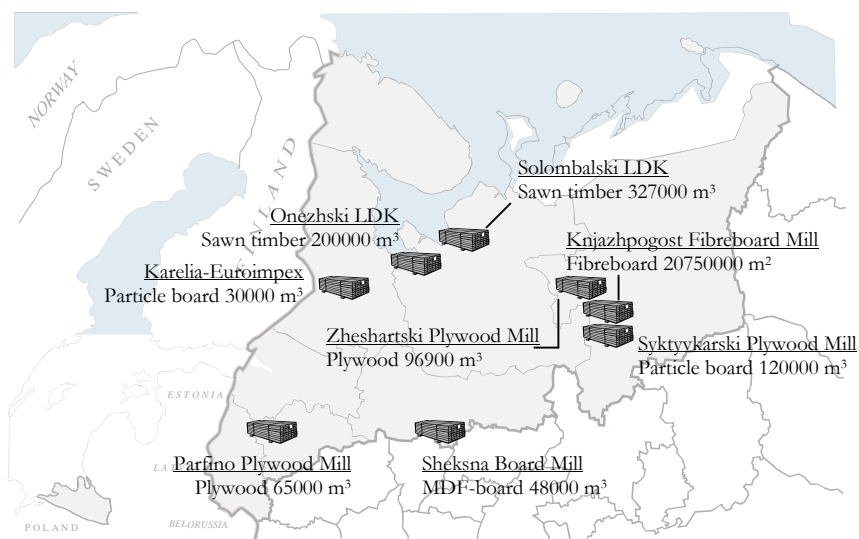 NORWAY
SWEDEN
FINLAND
Solombalski LDK
Sawn timber 327000 m³
Onezhski LDK
Sawn timber 200000 m³
Knjazhpogost Fibreboard Mill
Fibreboard 20750000 m²
Karelia-Euroimpex
Particle board 30000 m³
Zheshartski Plywood Mill
Plywood 96900 m³
Syktyvkarski Plywood Mill
Particle board 120000 m³
ESTONIA
Parfino Plywood Mill
Plywood 65000 m³
Sheksna Board Mill
MDF-board 48000 m³
POLAND
BELORUSSIA